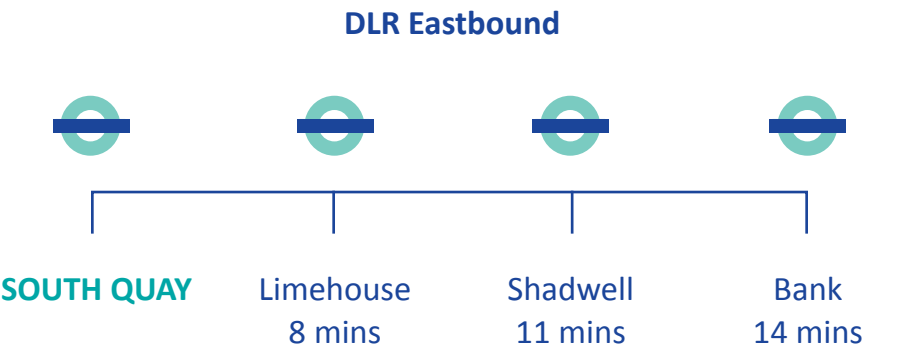 DLR Eastbound
SOUTH QUAY
Limehouse
8 mins
Shadwell
11 mins
Bank
14 mins